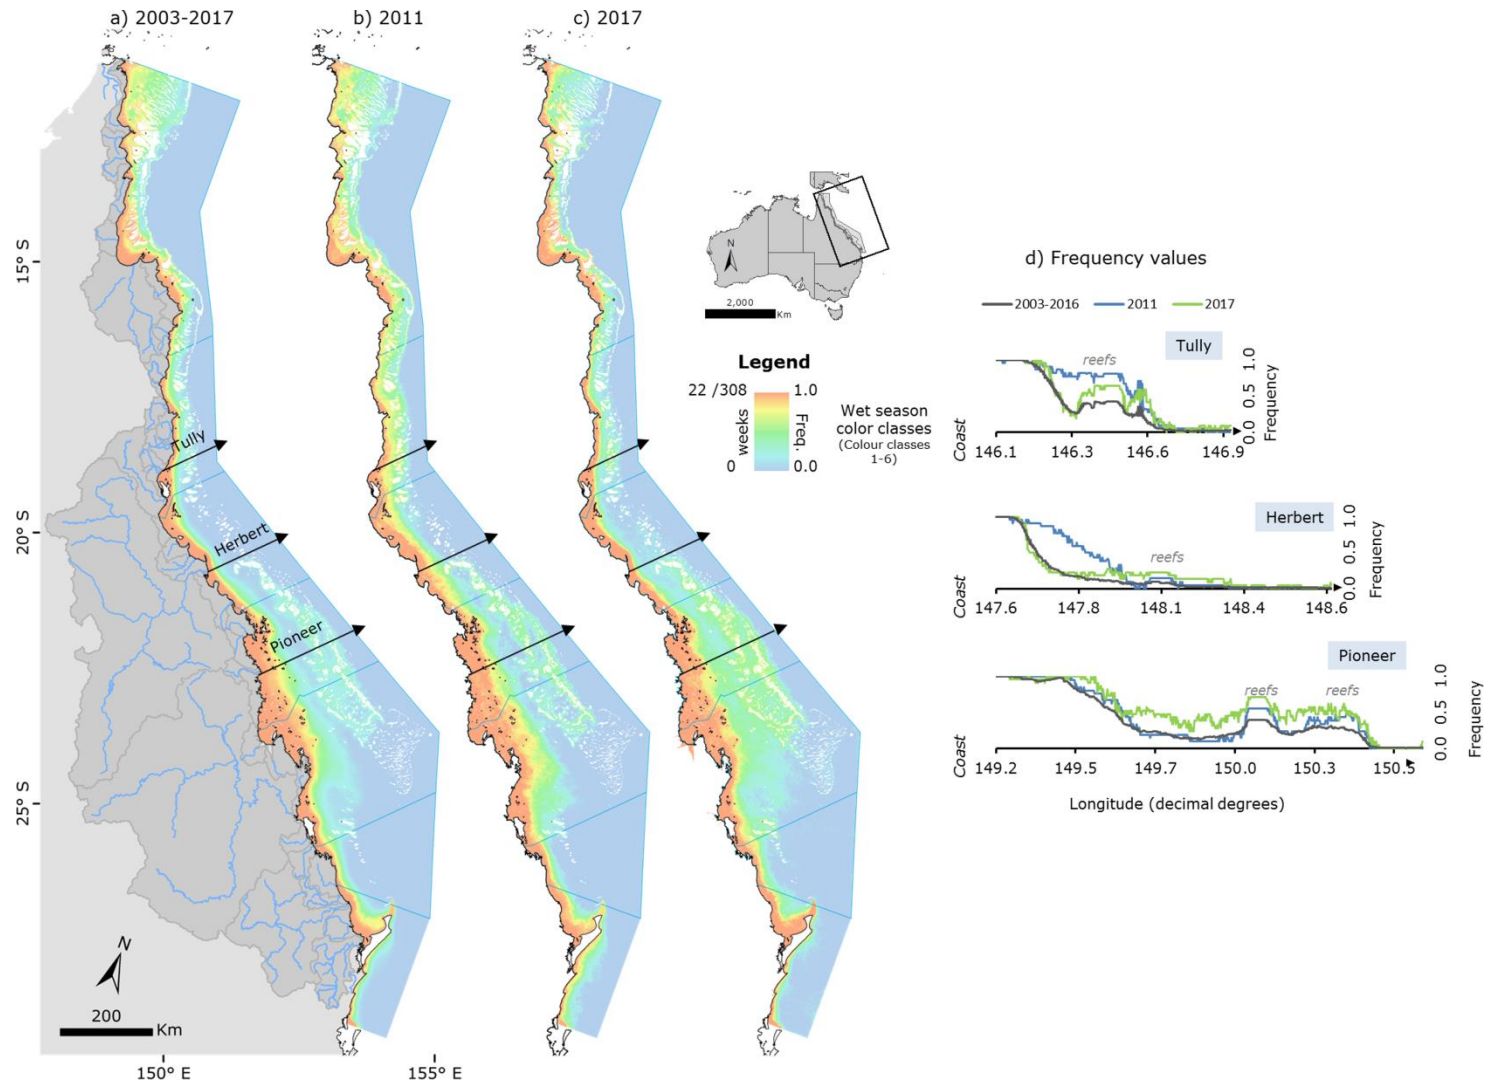 a) 2003-2017
b) 2011
c) 2017
15° S
20° S
25° S
Tully
Herbert
Pioneer
N
200
Km
150° E
155° E
N
2,000
Km
Legend
22 /308
1.0
weeks
Freq.
0
0.0
Wet season
color classes
(Colour classes
1-6)
d) Frequency values
2003-2016
2011
2017
Tully
reefs
Coast
146.1
146.3
146.6
146.9
0.0 0.5 1.0
Frequency
Herbert
reefs
Coast
147.6
147.8
148.1
148.4
148.6
0.0 0.5 1.0
Frequency
Pioneer
reefs
reefs
Coast
149.2
149.5
149.7
150.0
150.3
150.5
0.0 0.5 1.0
Frequency
Longitude (decimal degrees)